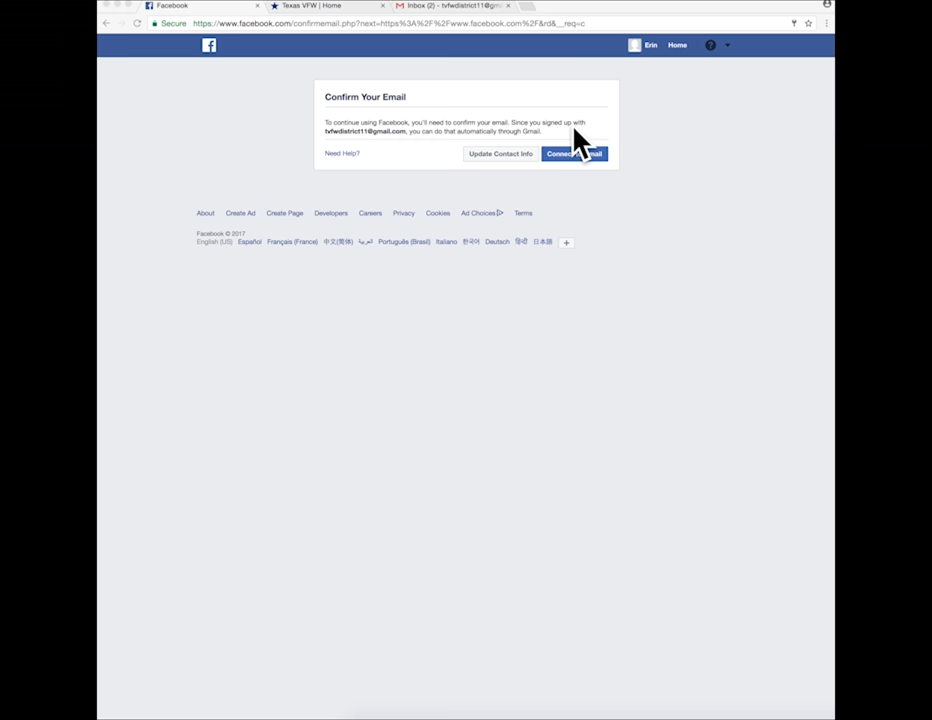 Facebook
Texas VFW | Home
Inbox (2) - tvfwdistrict11@gm
Secure https://www.facebook.com/confirmemail.php?next=https%3A%2F%2Fwww.facebook.com%2F&rd&__req=c
Erin Home
Confirm Your Email
To continue using Facebook, you'll need to confirm your email. Since you signed up with
tvfwdistrict11@gmail.com, you can do that automatically through Gmail.
Need Help? Update Contact Info
About Create Ad Create Page Developers Careers Privacy Cookies Ad Choices Terms
Facebook © 2017
English (US) Español Français (France) 中文(简体) العربية Português (Brasil) Italiano 한국어 Deutsch हिन्दी 日本語